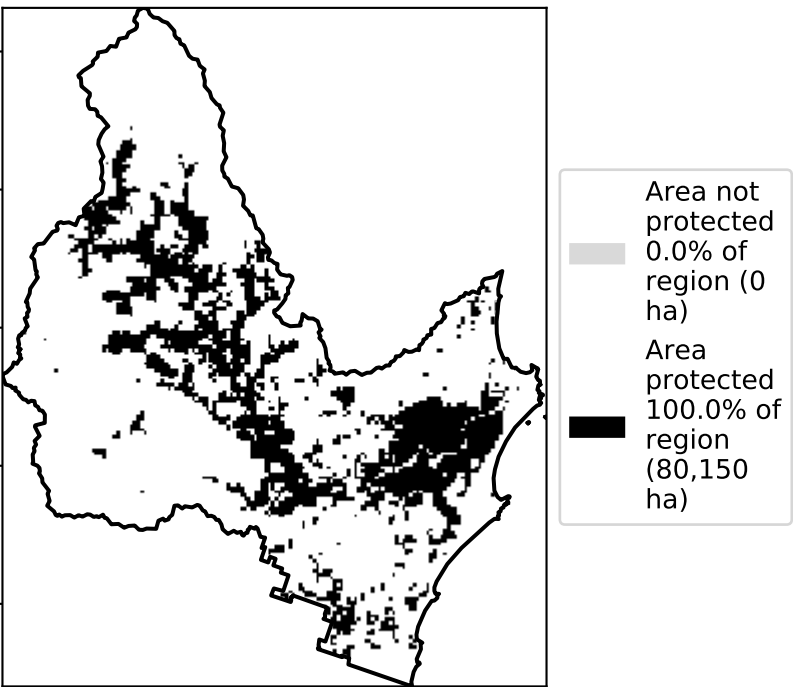 Area not
protected
0.0% of
region (0
ha)
Area
protected
100.0% of
region
(80,150
ha)